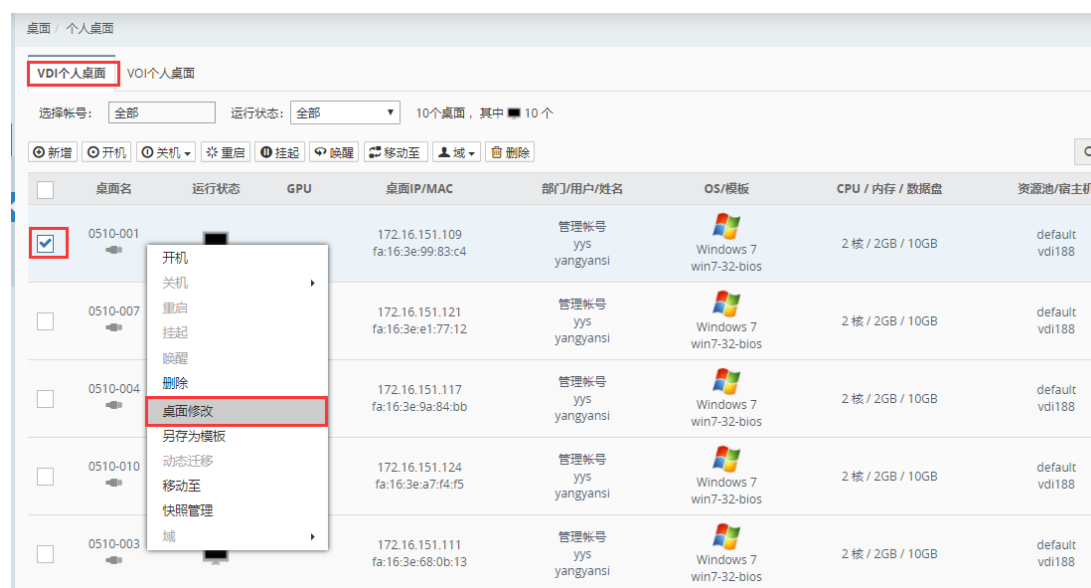 桌面 / 个人桌面
VDI个人桌面 VOI个人桌面
选择帐号: 全部 运行状态: 全部 10个桌面，其中 10 个
新增 开机 关机 重启 挂起 唤醒 移动至 域 删除
桌面名 运行状态 GPU 桌面IP/MAC 部门/用户/姓名 OS/模板 CPU / 内存 / 数据盘 资源池/宿主机
0510-001
172.16.151.109
fa:16:3e:99:83:c4
管理帐号
yys
yangyansi
Windows 7
win7-32-bios
2 核 / 2GB / 10GB
default
vdi188
开机
关机
重启
挂起
唤醒
删除
桌面修改
另存为模板
动态迁移
移动至
快照管理
域
0510-007
172.16.151.121
fa:16:3e:e1:77:12
管理帐号
yys
yangyansi
Windows 7
win7-32-bios
2 核 / 2GB / 10GB
default
vdi188
0510-004
172.16.151.117
fa:16:3e:9a:84:bb
管理帐号
yys
yangyansi
Windows 7
win7-32-bios
2 核 / 2GB / 10GB
default
vdi188
0510-010
172.16.151.124
fa:16:3e:a7:f4:f5
管理帐号
yys
yangyansi
Windows 7
win7-32-bios
2 核 / 2GB / 10GB
default
vdi188
0510-003
172.16.151.111
fa:16:3e:68:0b:13
管理帐号
yys
yangyansi
Windows 7
win7-32-bios
2 核 / 2GB / 10GB
default
vdi188